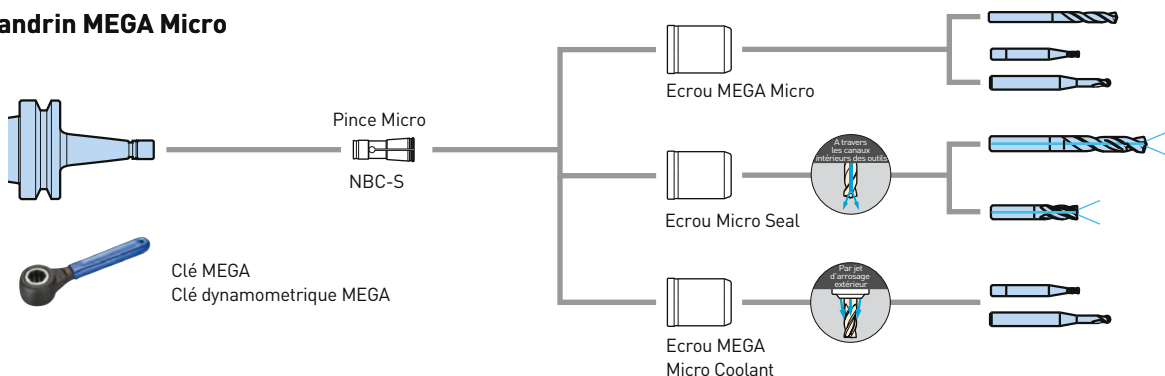 andrin MEGA Micro
Pince Micro
NBC-S
Clé MEGA
Clé dynamometrique MEGA
Ecrou MEGA Micro
A travers
les canaux
intérieurs des outils
Ecrou Micro Seal
Par jet
d'arrosage
extérieur
Ecrou MEGA
Micro Coolant